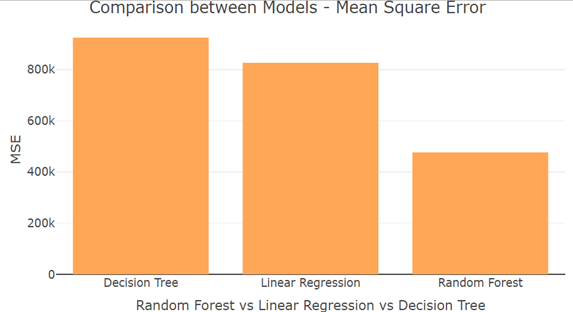 Comparison between Models - Mean Square Error
800k
600k
400k
200k
0
MSE
Decision Tree Linear Regression Random Forest
Random Forest vs Linear Regression vs Decision Tree